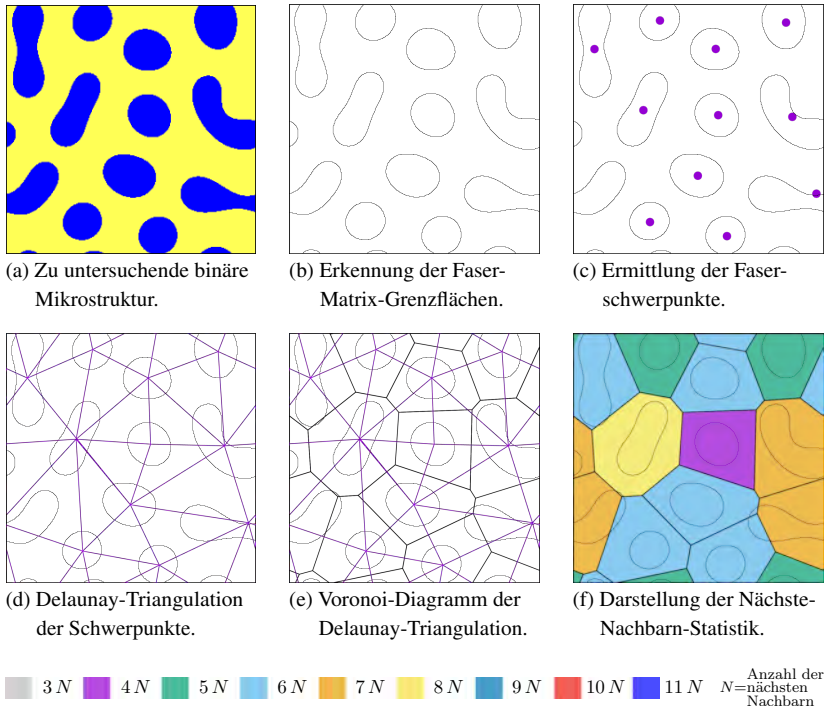 (a) Zu untersuchende binäre
Mikrostruktur.
(b) Erkennung der Faser-
Matrix-Grenzflächen.
(c) Ermittlung der Faser-
schwerpunkte.
(d) Delaunay-Triangulation
der Schwerpunkte.
(e) Voronoi-Diagramm der
Delaunay-Triangulation.
(f) Darstellung der Nächste-
Nachbarn-Statistik.
3 N 4 N 5 N 6 N 7 N 8 N 9 N 10 N 11 N N= Anzahl der
nächsten
Nachbarn